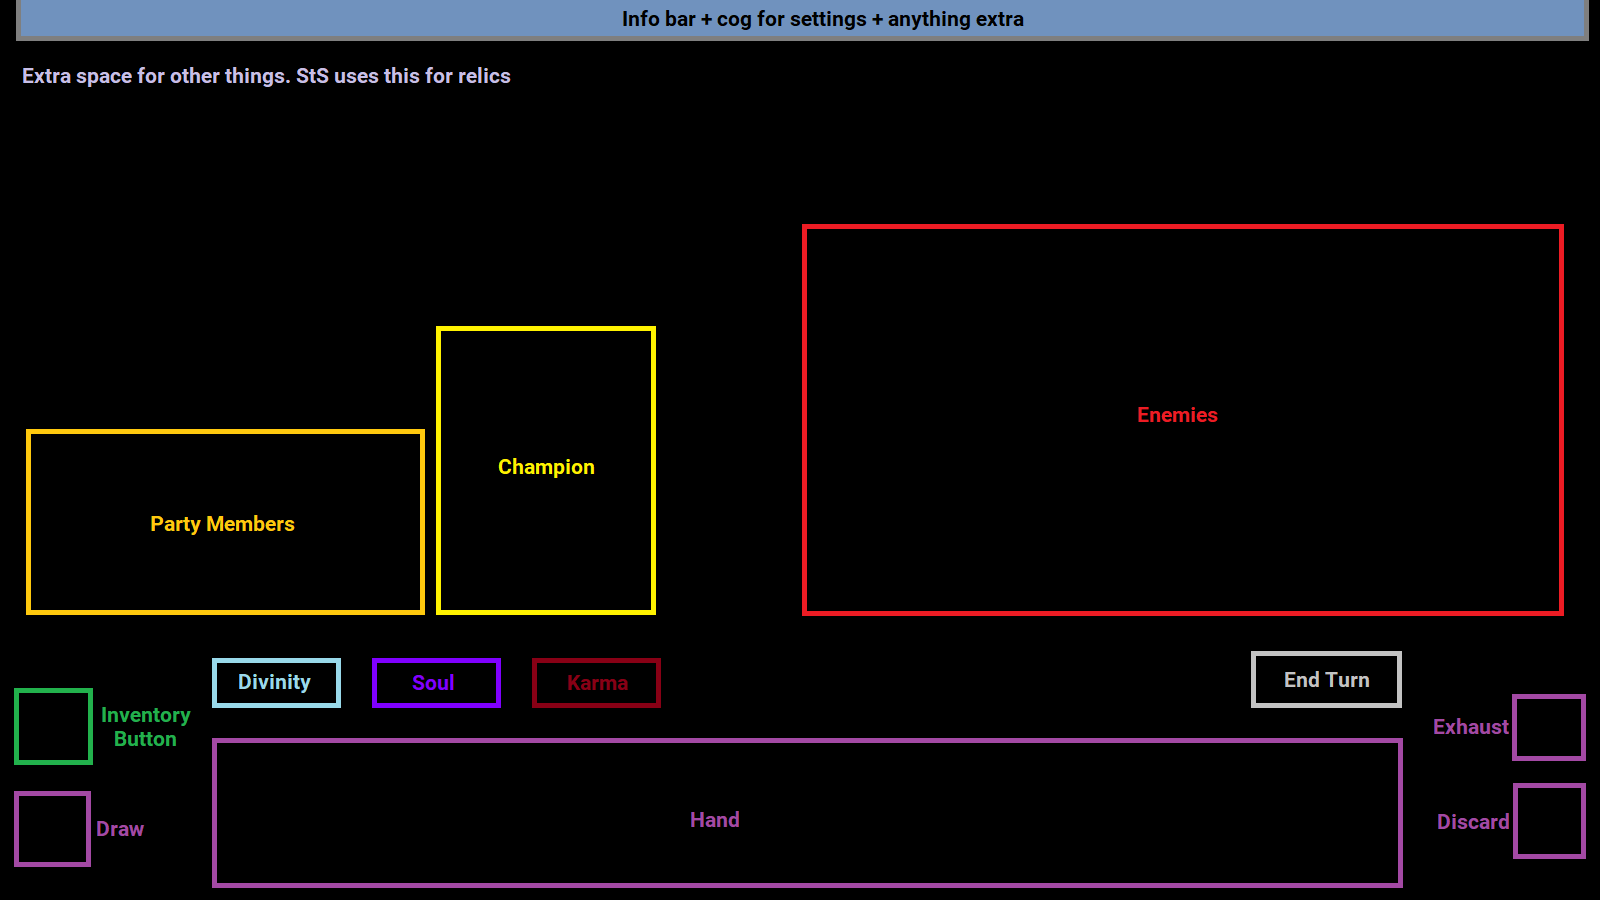 Info bar + cog for settings + anything extra
Extra space for other things. StS uses this for relics
Enemies
Champion
Party Members
Divinity
Soul
Karma
End Turn
Inventory
Button
Exhaust
Hand
Draw
Discard